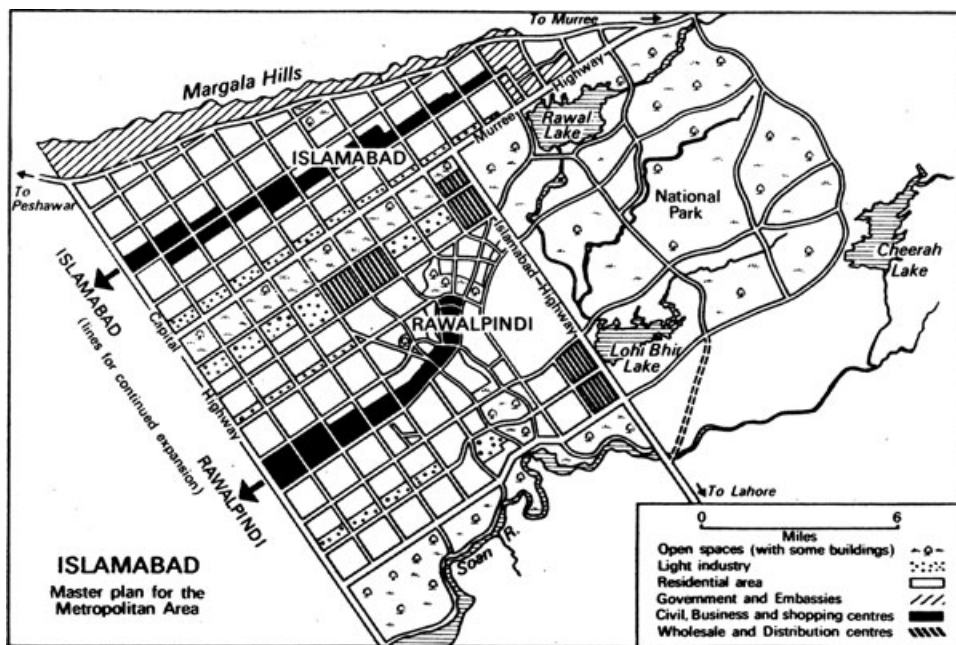 To Murree
Margala Hills
Murree Highway
Rawal
Lake
ISLAMABAD
To
Peshawar
National
Park
Cheerah
Lake
ISLAMABAD
(lines for continued expansion)
RAWALPINDI
Capital Highway
Islamabad-Highway
RAWALPINDI
Lohi Bhir
Lake
To Lahore
Soan R.
ISLAMABAD
Master plan for the
Metropolitan Area
0 6
Miles
Open spaces (with some buildings)
Light industry
Residential area
Government and Embassies
Civil, Business and shopping centres
Wholesale and Distribution centres